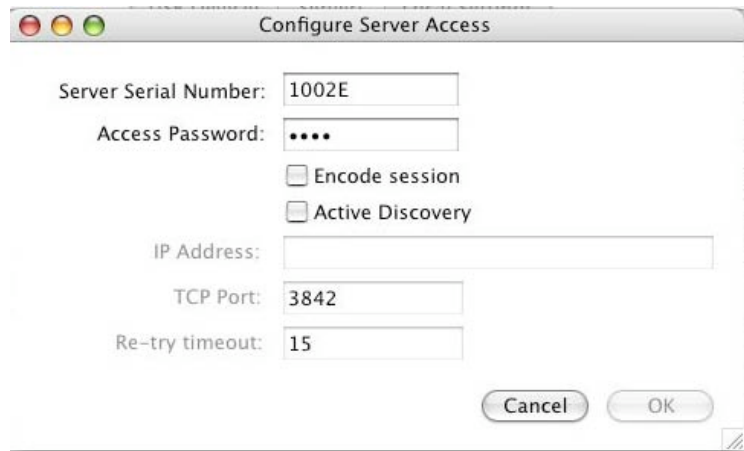 Configure Server Access
Server Serial Number: 1002E
Access Password: ••••
Encode session
Active Discovery
IP Address:
TCP Port: 3842
Re-try timeout: 15
Cancel OK